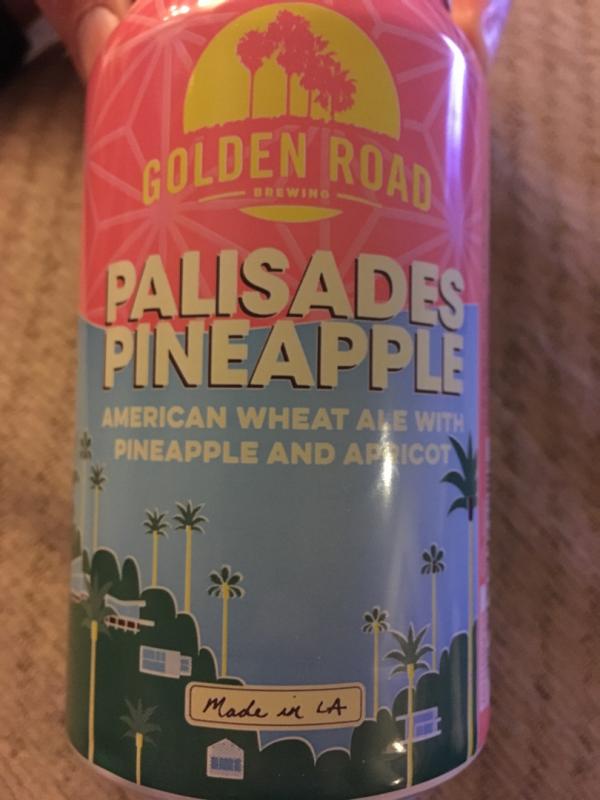 GOLDEN ROAD
BREWING
PALISADES
PINEAPPLE
AMERICAN WHEAT ALE WITH
PINEAPPLE AND APRICOT
Made in LA